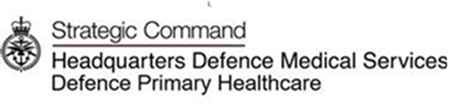 Strategic Command
Headquarters Defence Medical Services
Defence Primary Healthcare